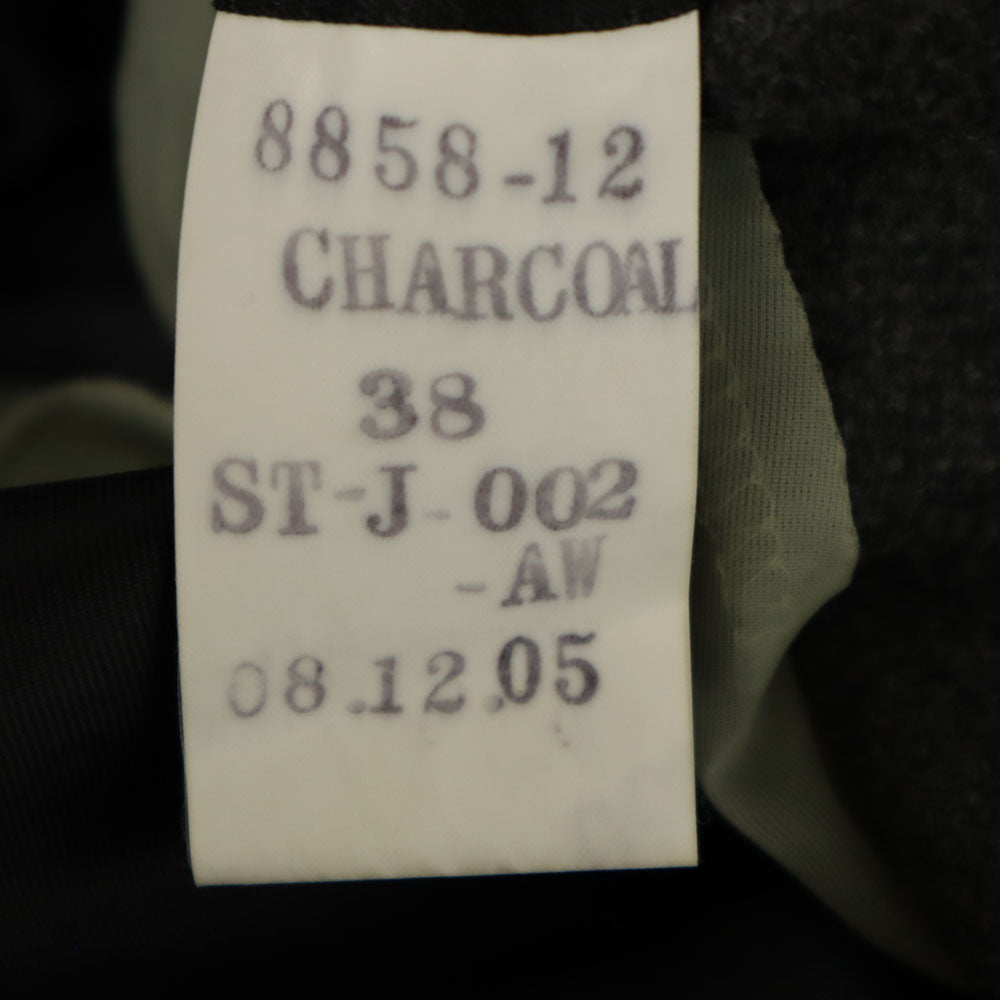 8858-12
CHARCOAL
38
ST-J-002
-AW
08.12.05